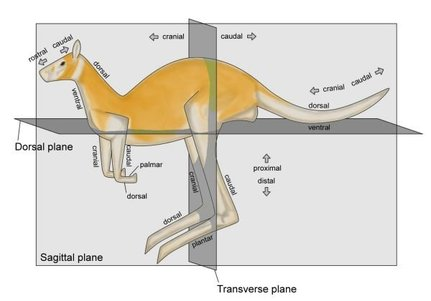 cranial
caudal
rostral
caudal
dorsal
ventral
cranial
caudal
dorsal
ventral
Dorsal plane
cranial
caudal
palmar
dorsal
cranial
caudal
proximal
distal
dorsal
plantar
Sagittal plane
Transverse plane